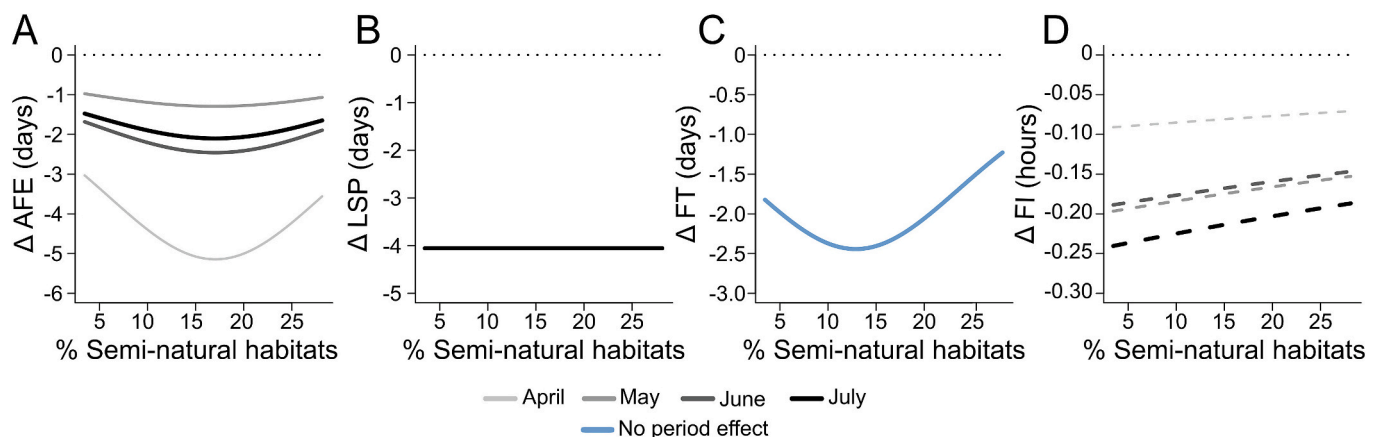 A
B
C
D
Δ AFE (days)
0
-1
-2
-3
-4
-5
-6
5 10 15 20 25
% Semi-natural habitats
Δ LSP (days)
0
-1
-2
-3
-4
-5
5 10 15 20 25
% Semi-natural habitats
Δ FT (days)
0
-0.5
-1.0
-1.5
-2.0
-2.5
-3.0
5 10 15 20 25
% Semi-natural habitats
Δ FI (hours)
0
-0.05
-0.10
-0.15
-0.20
-0.25
-0.30
5 10 15 20 25
% Semi-natural habitats
April May June July
No period effect